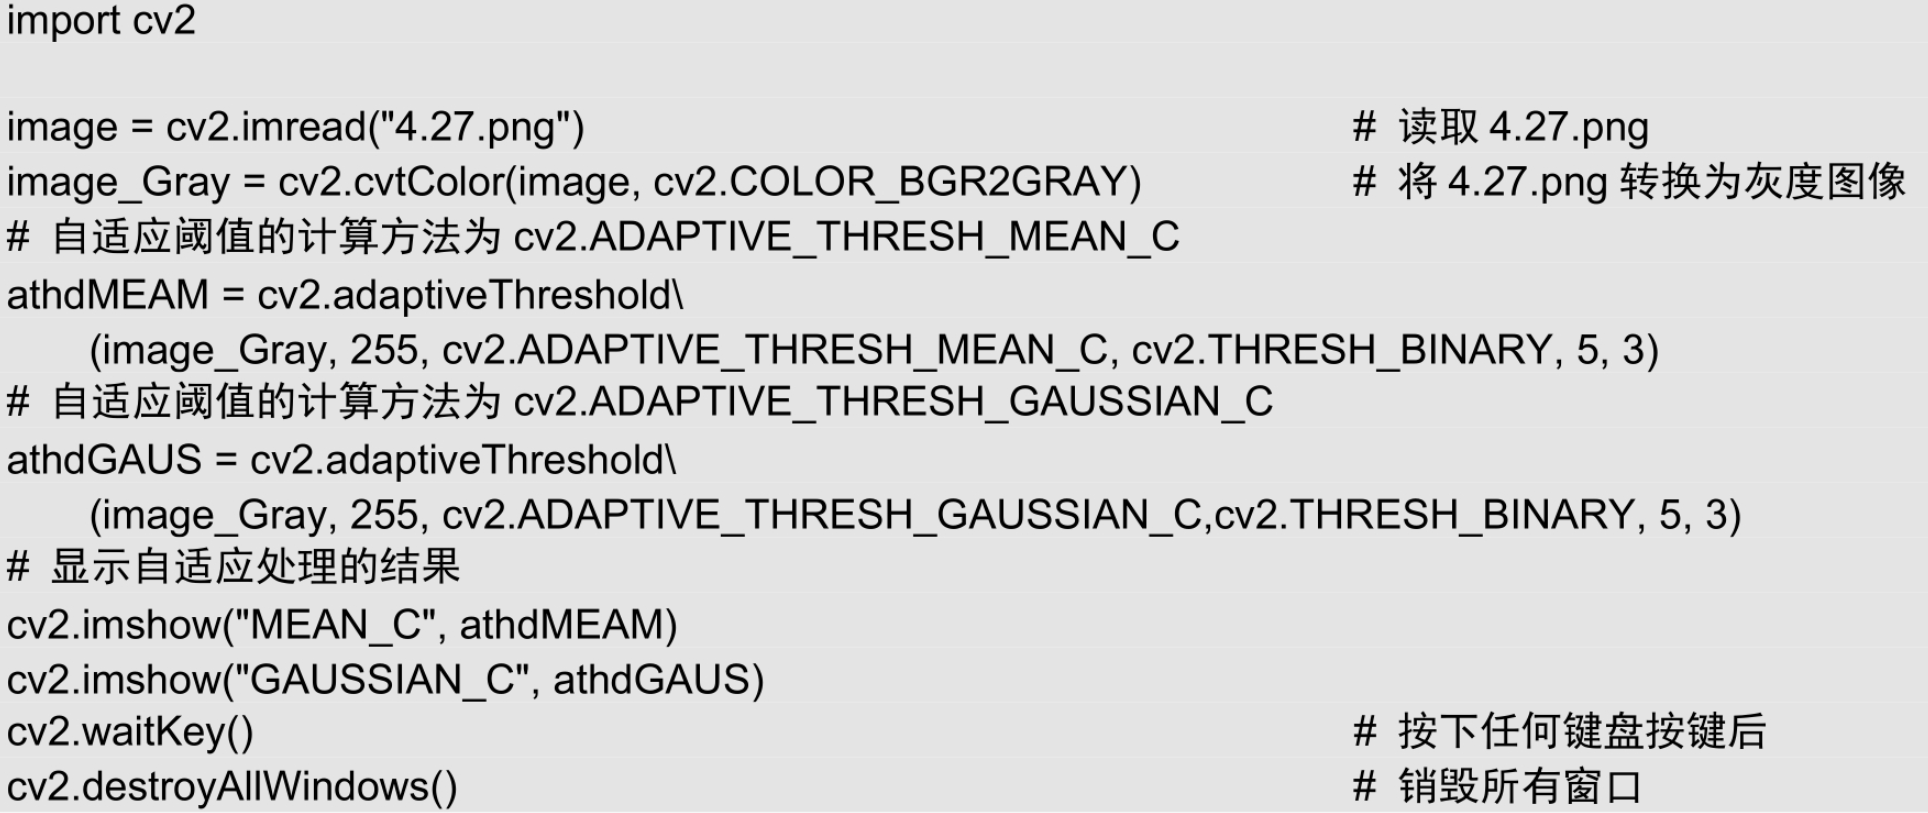 import cv2
image = cv2.imread("4.27.png") # 读取 4.27.png
image_Gray = cv2.cvtColor(image, cv2.COLOR_BGR2GRAY) # 将 4.27.png 转换为灰度图像
# 自适应阈值的计算方法为 cv2.ADAPTIVE_THRESH_MEAN_C
athdMEAM = cv2.adaptiveThreshold\
(image_Gray, 255, cv2.ADAPTIVE_THRESH_MEAN_C, cv2.THRESH_BINARY, 5, 3)
# 自适应阈值的计算方法为 cv2.ADAPTIVE_THRESH_GAUSSIAN_C
athdGAUS = cv2.adaptiveThreshold\
(image_Gray, 255, cv2.ADAPTIVE_THRESH_GAUSSIAN_C,cv2.THRESH_BINARY, 5, 3)
# 显示自适应处理的结果
cv2.imshow("MEAN_C", athdMEAM)
cv2.imshow("GAUSSIAN_C", athdGAUS)
cv2.waitKey() # 按下任何键盘按键后
cv2.destroyAllWindows() # 销毁所有窗口